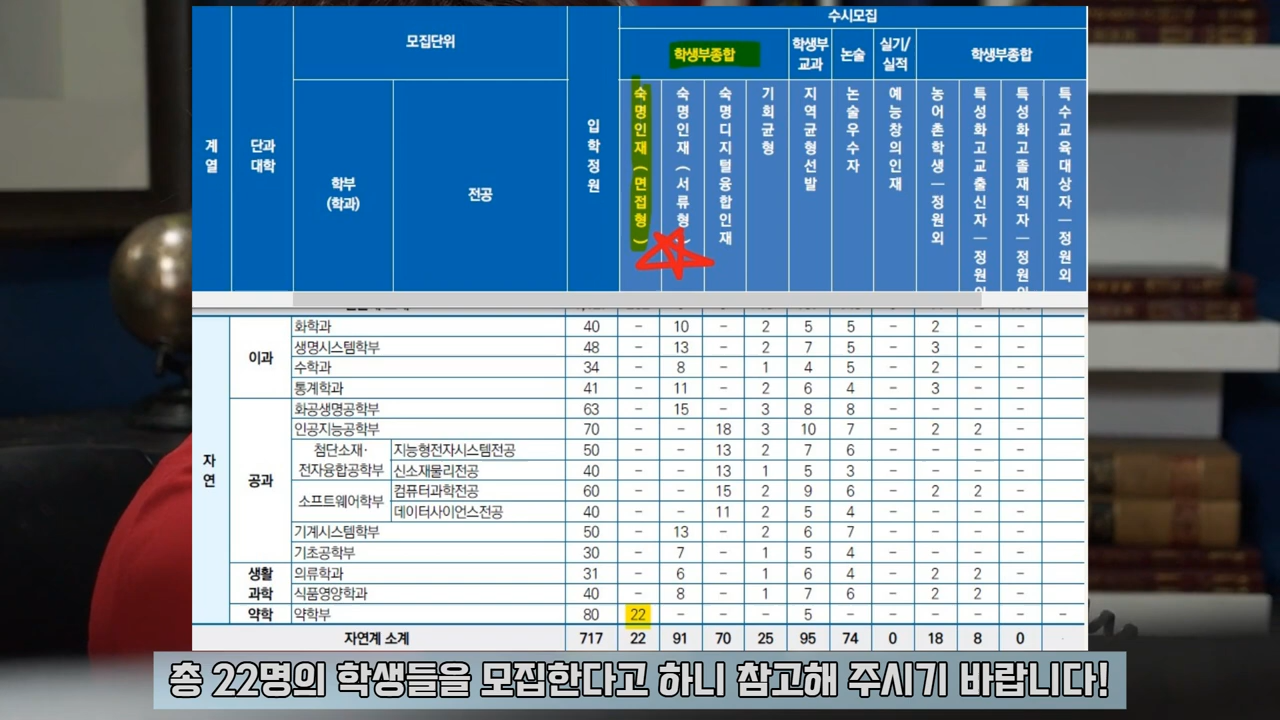 수시모집
모집단위
학생부종합 학생부 교과 논술 실기/실적 학생부종합
계열 단과대학 학부(학과) 전공 입학정원 숙명인재(면접형) 숙명인재(서류형) 숙명디지털융합인재 기회균형 지역균형선발 논술우수자 예능창의인재 농어촌학생—정원외 특성화고교출신자—정원 특성화고졸재직자—정원 특수교육대상자—정원외
자연 이과 화학과 40 – 10 – 2 5 5 – 2 – –
생명시스템학부 48 – 13 – 2 7 5 – 3 – –
수학과 34 – 8 – 1 4 5 – 2 – –
통계학과 41 – 11 – 2 6 4 – 3 – –
공과 화공생명공학부 63 – 15 – 3 8 8 – – – –
인공지능공학부 70 – – 18 3 10 7 – 2 2 –
첨단소재·전자융합공학부 지능형전자시스템전공 50 – – 13 2 7 6 – – – –
신소재물리전공 40 – – 13 1 5 3 – – – –
소프트웨어학부 컴퓨터과학전공 60 – – 15 2 9 6 – 2 2 –
데이터사이언스전공 40 – – 11 2 5 4 – – – –
기계시스템학부 50 – 13 – 2 6 7 – – – –
기초공학부 30 – 7 – 1 5 4 – – – –
생활과학 의류학과 31 – 6 – 1 6 4 – 2 2 –
식품영양학과 40 – 8 – 1 7 6 – 2 2 –
약학 약학부 80 22 – – – 5 – – – – – –
자연계 소계 717 22 91 70 25 95 74 0 18 8 0
총 22명의 학생들을 모집한다고 하니 참고해 주시기 바랍니다!